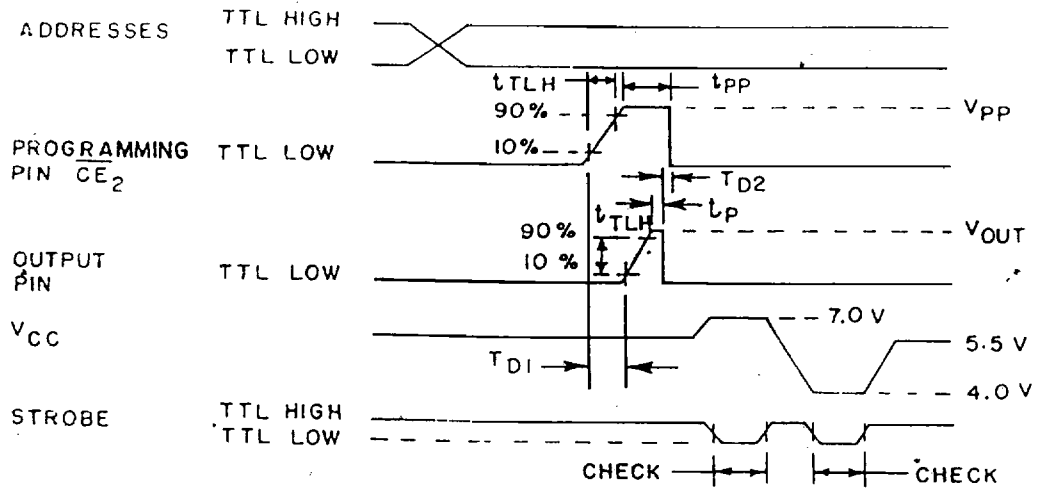 ADDRESSES TTL HIGH
TTL LOW
tTLH tPP
90% VPP
10%
PROGRAMMING TTL LOW
PIN CE2
TD2
tP
tTLH
90% VOUT
10%
OUTPUT TTL LOW
PIN
VCC 7.0 V
5.5 V
TD1
4.0 V
STROBE TTL HIGH
TTL LOW
CHECK CHECK